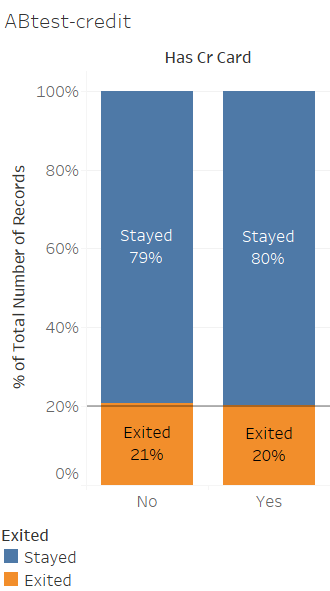 ABtest-credit
Has Cr Card
% of Total Number of Records
100%
80%
60%
40%
20%
0%
Stayed
79%
Stayed
80%
Exited
21%
Exited
20%
No
Yes
Exited
Stayed
Exited